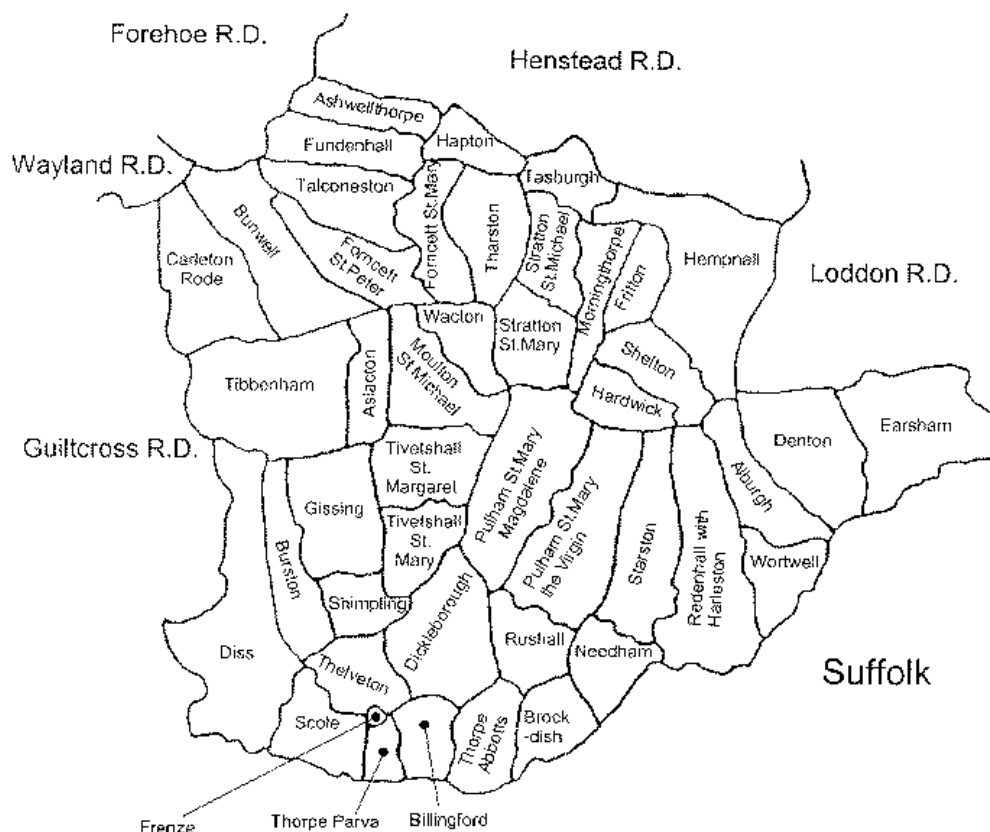 Forehoe R.D.
Henstead R.D.
Ashwellthorpe
Fundenhall
Hapton
Wayland R.D.
Talconeston
Forncett St.Mary
Tasburgh
Bunwell
Carleton
Rode
Forncett
St.Peter
Tharston
Stratton
St.Michael
Morningthorpe
Fritton
Hempnall
Loddon R.D.
Wacton
Stratton
St.Mary
Shelton
Moulton
St.Michael
Tibbenham
Aslacton
Hardwick
Earsham
Denton
Guiltcross R.D.
Tivetshall
St.
Margaret
Pulham St.Mary
Magdalene
Alburgh
Gissing
Tivetshall
St.
Mary
Pulham St.Mary
the Virgin
Starston
Redenhall with
Harleston
Wortwell
Burston
Shimpling
Dickleborough
Rushall
Needham
Diss
Thelveton
Suffolk
Scole
Thorpe
Abbotts
Brock
-dish
Frenze
Thorpe Parva
Billingford